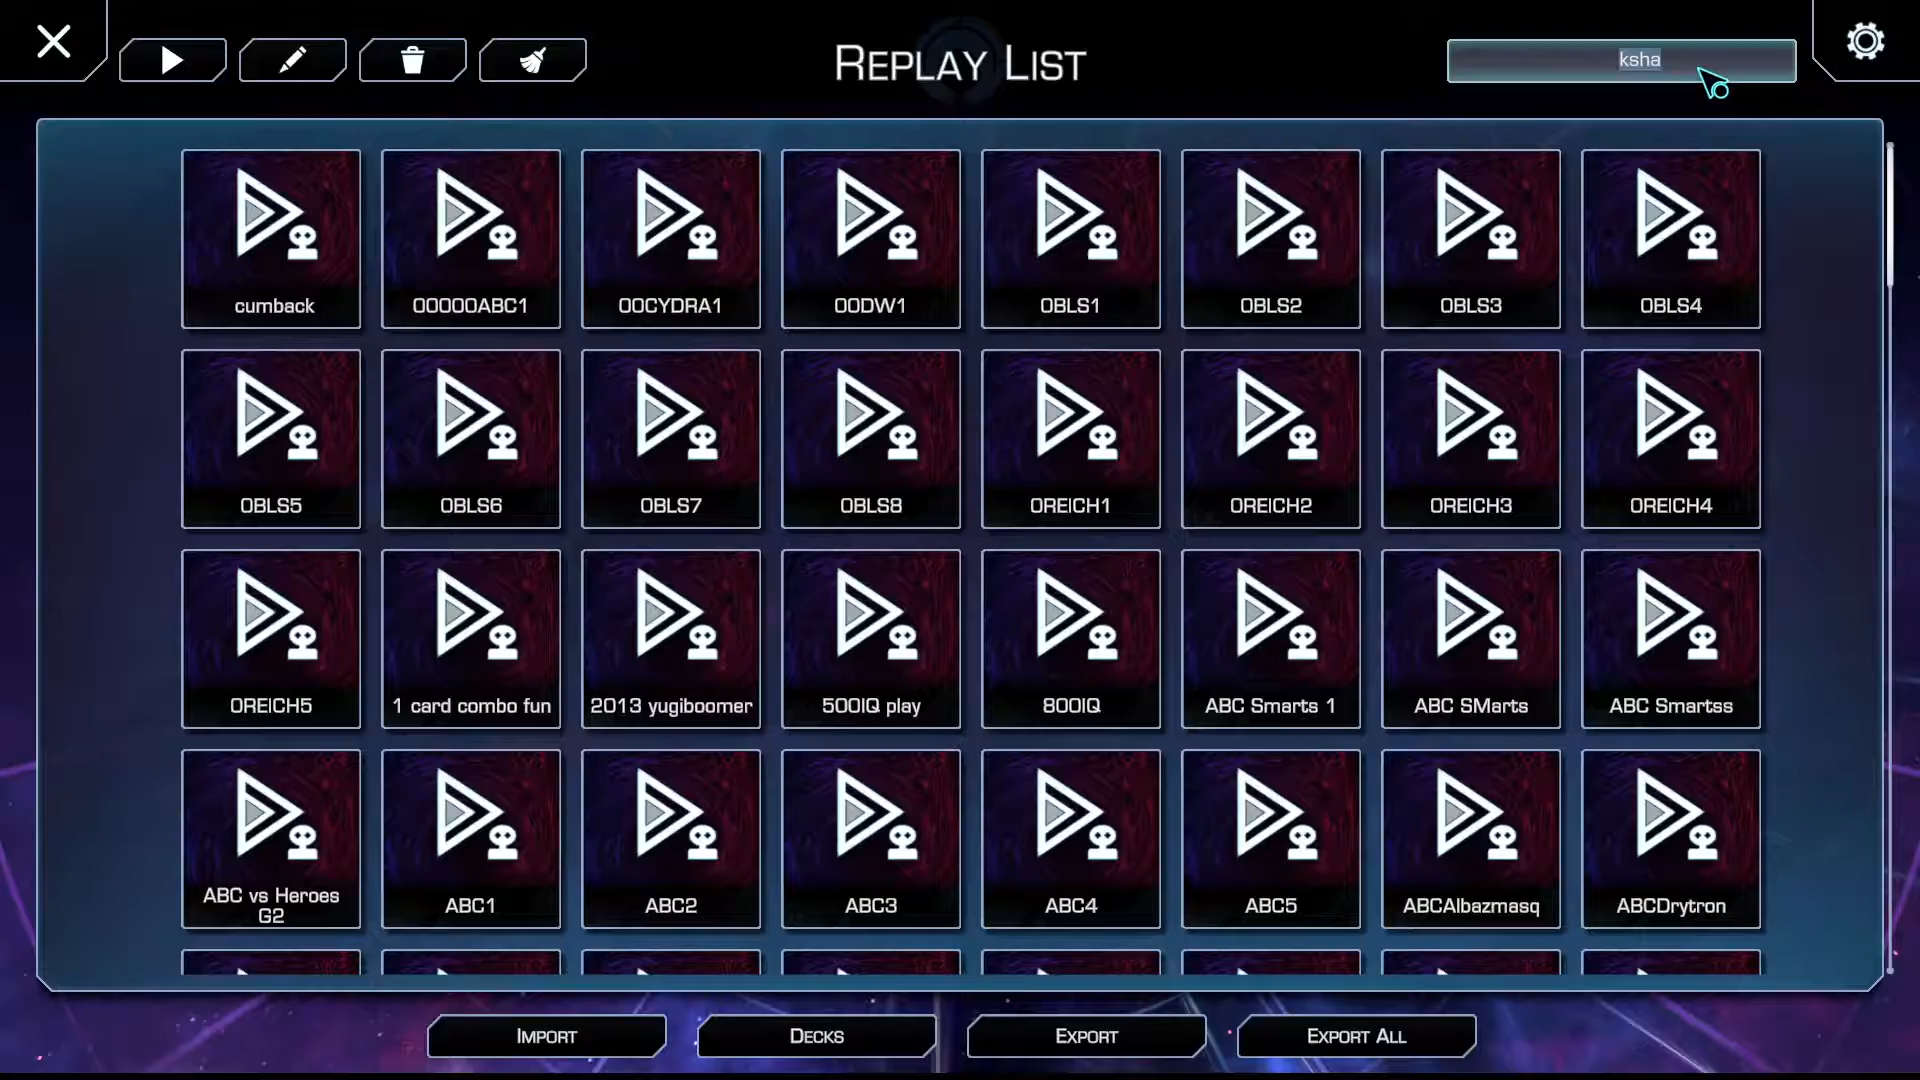 REPLAY LIST
ksha
cumback
00000ABC1
00CYDRA1
00DW1
0BLS1
0BLS2
0BLS3
0BLS4
0BLS5
0BLS6
0BLS7
0BLS8
0REICH1
0REICH2
0REICH3
0REICH4
0REICH5
1 card combo fun
2013 yugiboomer
500IQ play
800IQ
ABC Smarts 1
ABC SMarts
ABC Smartss
ABC vs Heroes
G2
ABC1
ABC2
ABC3
ABC4
ABC5
ABCAlbazmasq
ABCDrytron
IMPORT
DECKS
EXPORT
EXPORT ALL